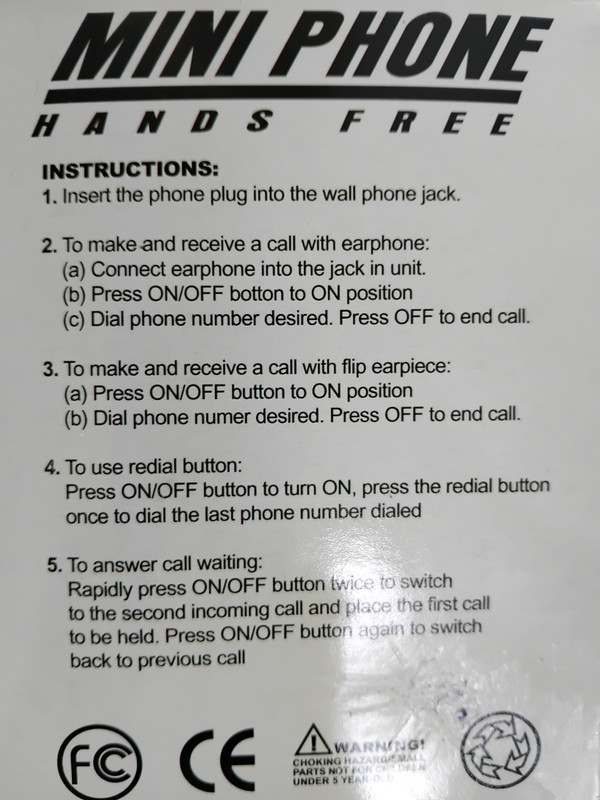 MINI PHONE
HANDS FREE
INSTRUCTIONS:
1. Insert the phone plug into the wall phone jack.
2. To make and receive a call with earphone:
(a) Connect earphone into the jack in unit.
(b) Press ON/OFF botton to ON position
(c) Dial phone number desired. Press OFF to end call.
3. To make and receive a call with flip earpiece:
(a) Press ON/OFF button to ON position
(b) Dial phone numer desired. Press OFF to end call.
4. To use redial button:
Press ON/OFF button to turn ON, press the redial button
once to dial the last phone number dialed
5. To answer call waiting:
Rapidly press ON/OFF button twice to switch
to the second incoming call and place the first call
to be held. Press ON/OFF button again to switch
back to previous call
FC CE
WARNING!
CHOKING HAZARD-SMALL
PARTS NOT FOR CHILDREN
UNDER 5 YEAR-OLD